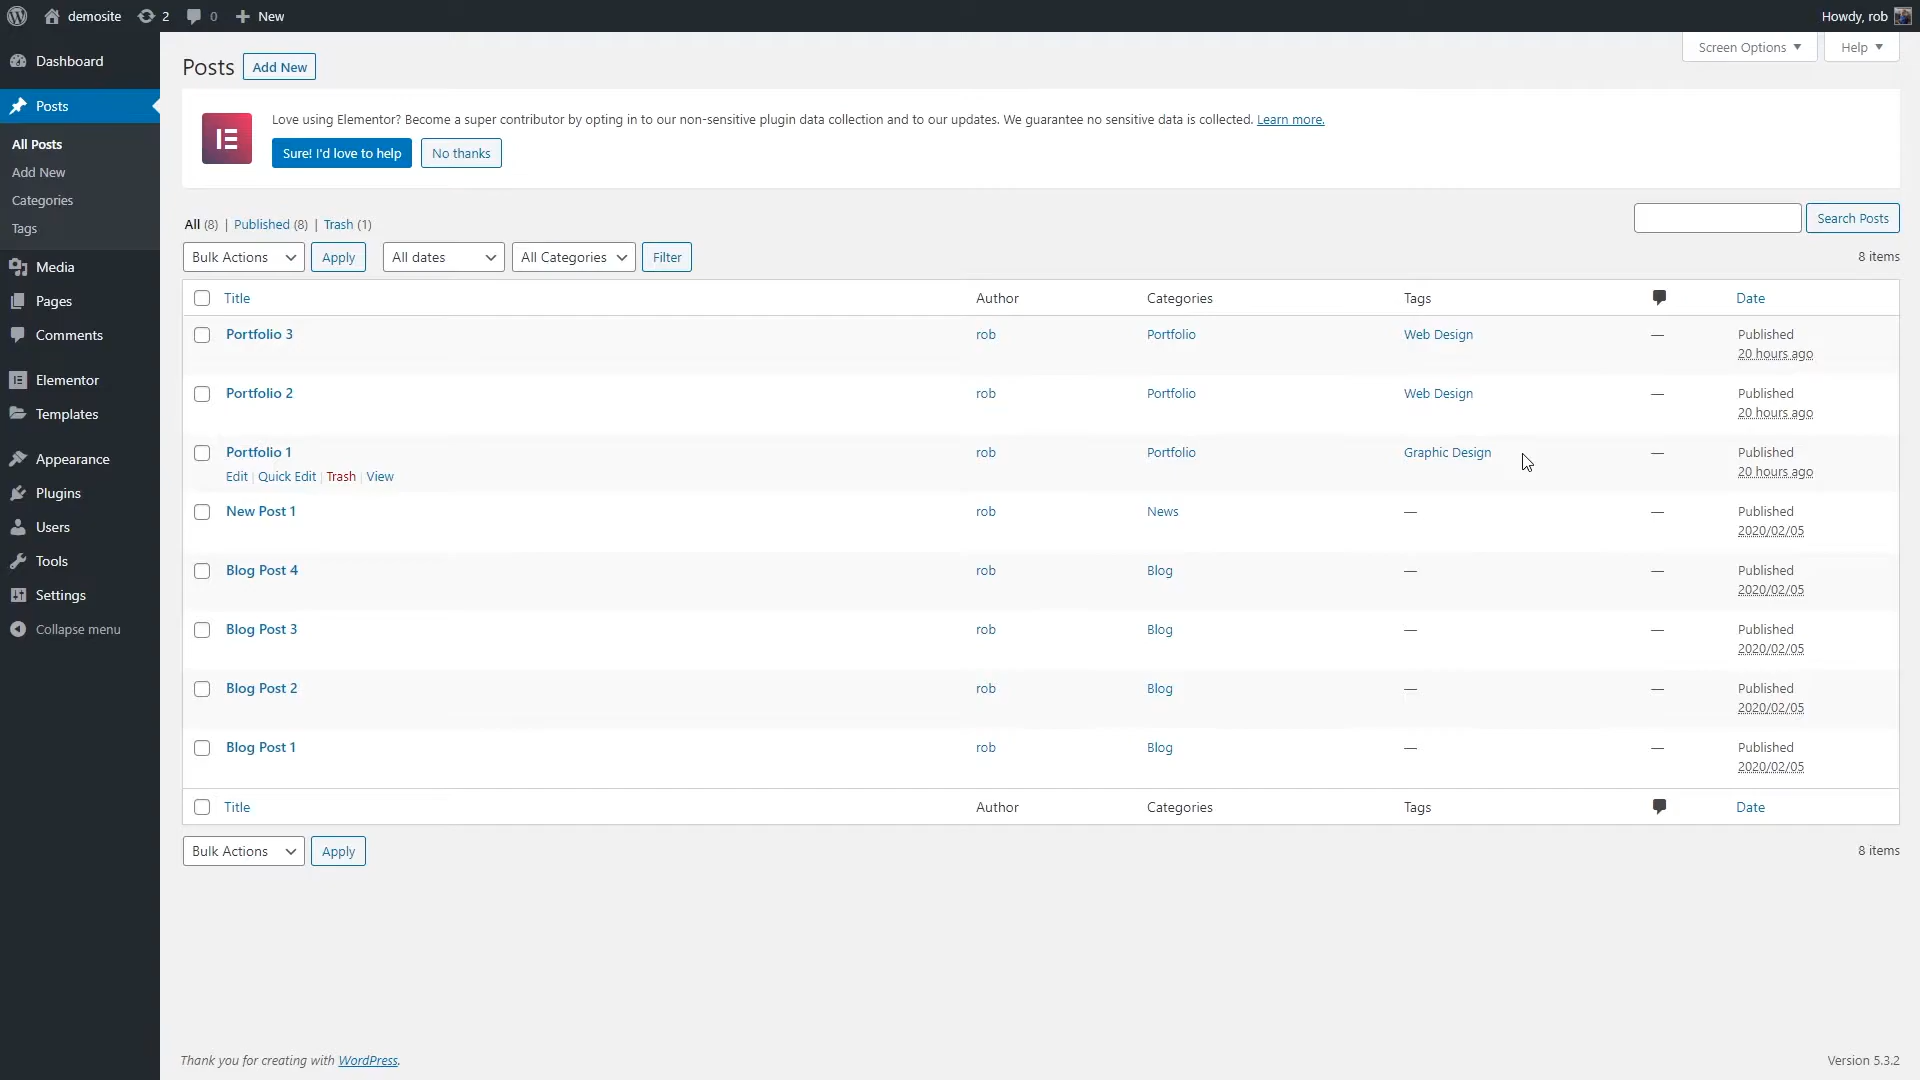 demosite 2 0 New Howdy, rob
Dashboard
Posts
All Posts
Add New
Categories
Tags
Media
Pages
Comments
Elementor
Templates
Appearance
Plugins
Users
Tools
Settings
Collapse menu
Screen Options Help
Posts Add New
Love using Elementor? Become a super contributor by opting in to our non-sensitive plugin data collection and to our updates. We guarantee no sensitive data is collected. Learn more.
Sure! I'd love to help No thanks
All (8) | Published (8) | Trash (1)
Search Posts
Bulk Actions Apply All dates All Categories Filter 8 items
Title Author Categories Tags Date
Portfolio 3 rob Portfolio Web Design — Published
20 hours ago
Portfolio 2 rob Portfolio Web Design — Published
20 hours ago
Portfolio 1 rob Portfolio Graphic Design — Published
Edit | Quick Edit | Trash | View 20 hours ago
New Post 1 rob News — — Published
2020/02/05
Blog Post 4 rob Blog — — Published
2020/02/05
Blog Post 3 rob Blog — — Published
2020/02/05
Blog Post 2 rob Blog — — Published
2020/02/05
Blog Post 1 rob Blog — — Published
2020/02/05
Title Author Categories Tags Date
Bulk Actions Apply 8 items
Thank you for creating with WordPress. Version 5.3.2